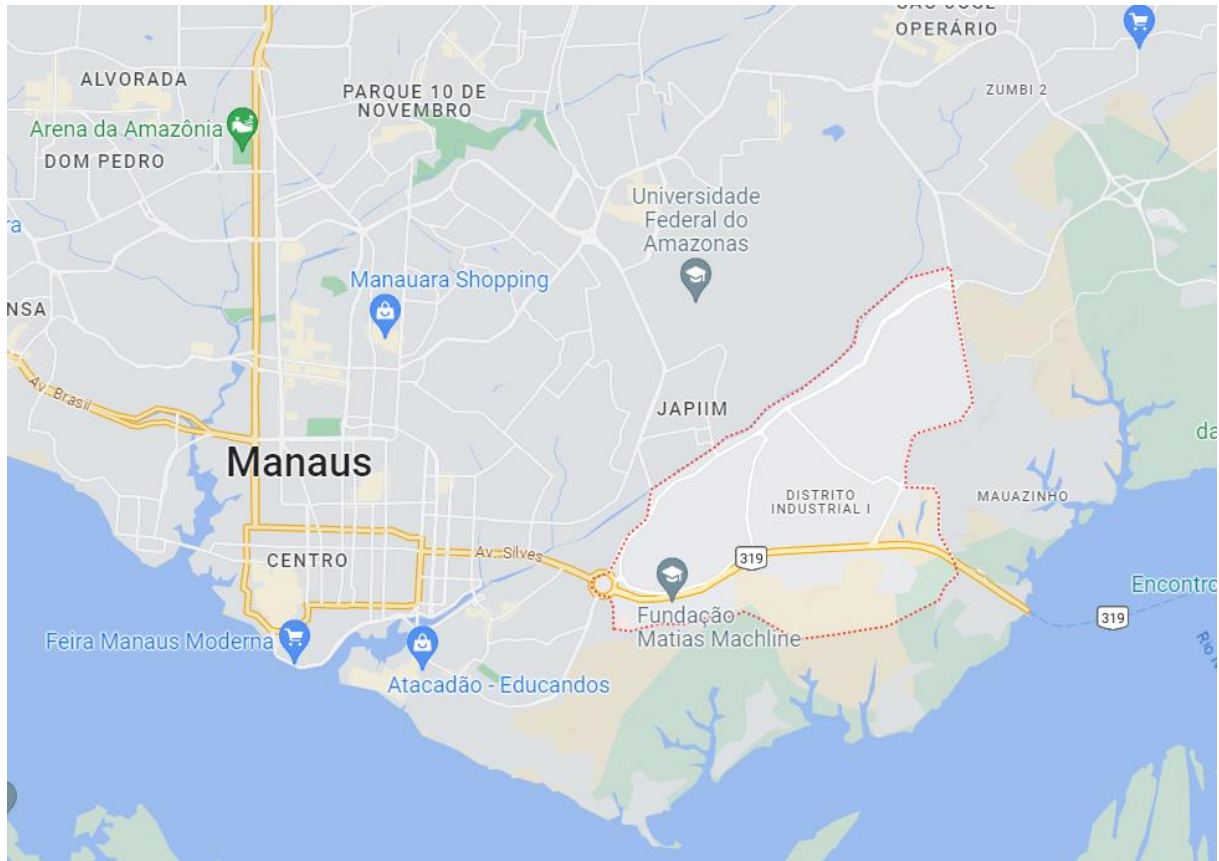 SÃO JOSÉ
OPERÁRIO
ALVORADA
PARQUE 10 DE
NOVEMBRO
ZUMBI 2
Arena da Amazônia
DOM PEDRO
Universidade
Federal do
Amazonas
ra
Manauara Shopping
NSA
Av. Brasil
JAPIIM
da
Manaus
DISTRITO
INDUSTRIAL I
MAUAZINHO
Av. Silves
CENTRO
319
Encontro
Fundação
Matias Machline
319
Feira Manaus Moderna
Rio N
Atacadão - Educandos